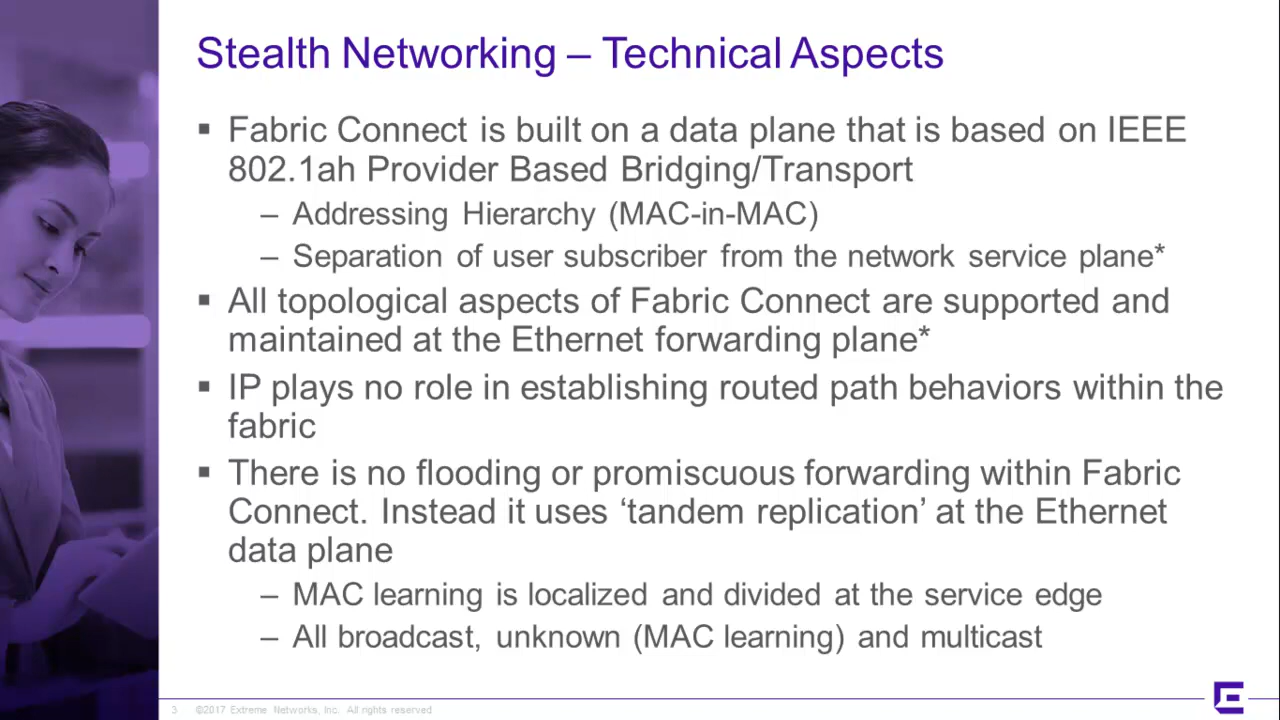 Stealth Networking – Technical Aspects
▪ Fabric Connect is built on a data plane that is based on IEEE
802.1ah Provider Based Bridging/Transport
– Addressing Hierarchy (MAC-in-MAC)
– Separation of user subscriber from the network service plane*
▪ All topological aspects of Fabric Connect are supported and
maintained at the Ethernet forwarding plane*
▪ IP plays no role in establishing routed path behaviors within the
fabric
▪ There is no flooding or promiscuous forwarding within Fabric
Connect. Instead it uses ‘tandem replication’ at the Ethernet
data plane
– MAC learning is localized and divided at the service edge
– All broadcast, unknown (MAC learning) and multicast
3 ©2017 Extreme Networks, Inc. All rights reserved